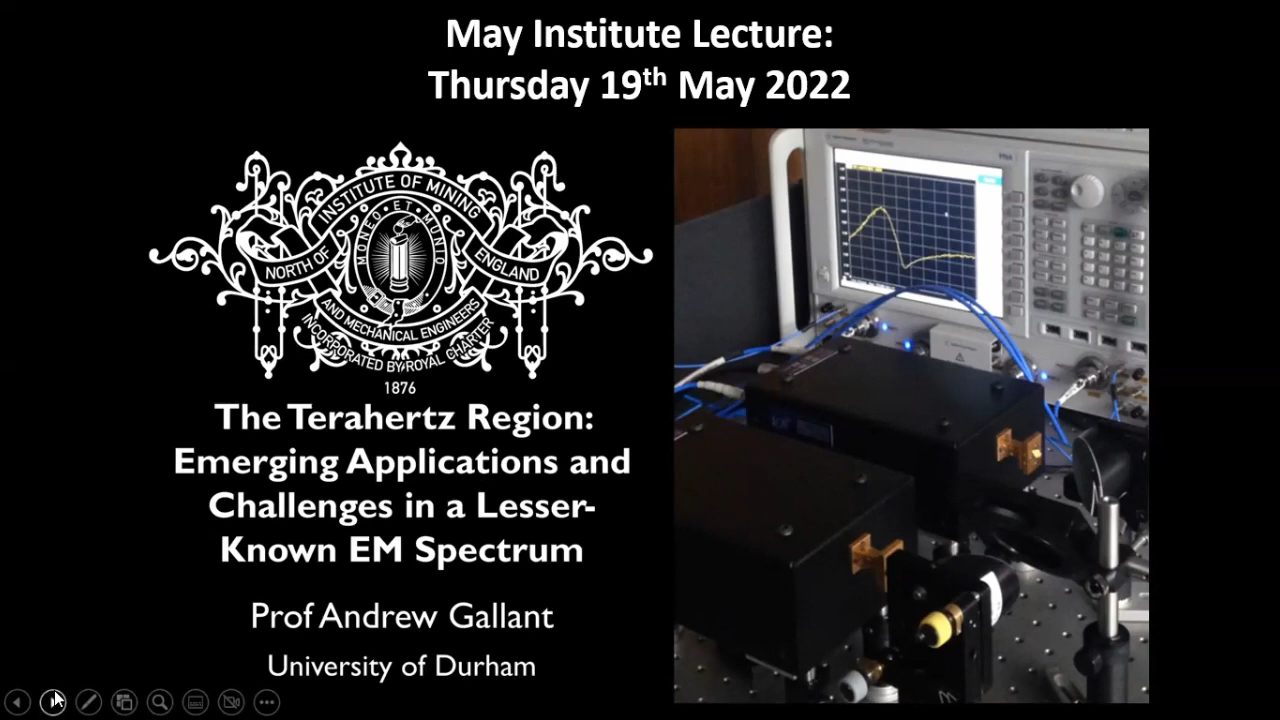 May Institute Lecture:
Thursday 19th May 2022
INSTITUTE OF MINING
MONEO ET MUNIO
NORTH OF
ENGLAND
AND MECHANICAL ENGINEERS
INCORPORATED BY ROYAL CHARTER
1876
The Terahertz Region:
Emerging Applications and
Challenges in a Lesser-
Known EM Spectrum
Prof Andrew Gallant
University of Durham